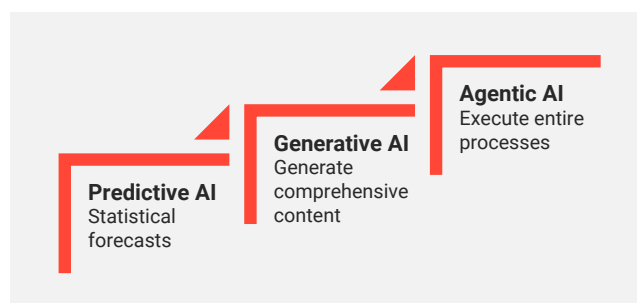 Predictive AI
Statistical
forecasts
Generative AI
Generate
comprehensive
content
Agentic AI
Execute entire
processes